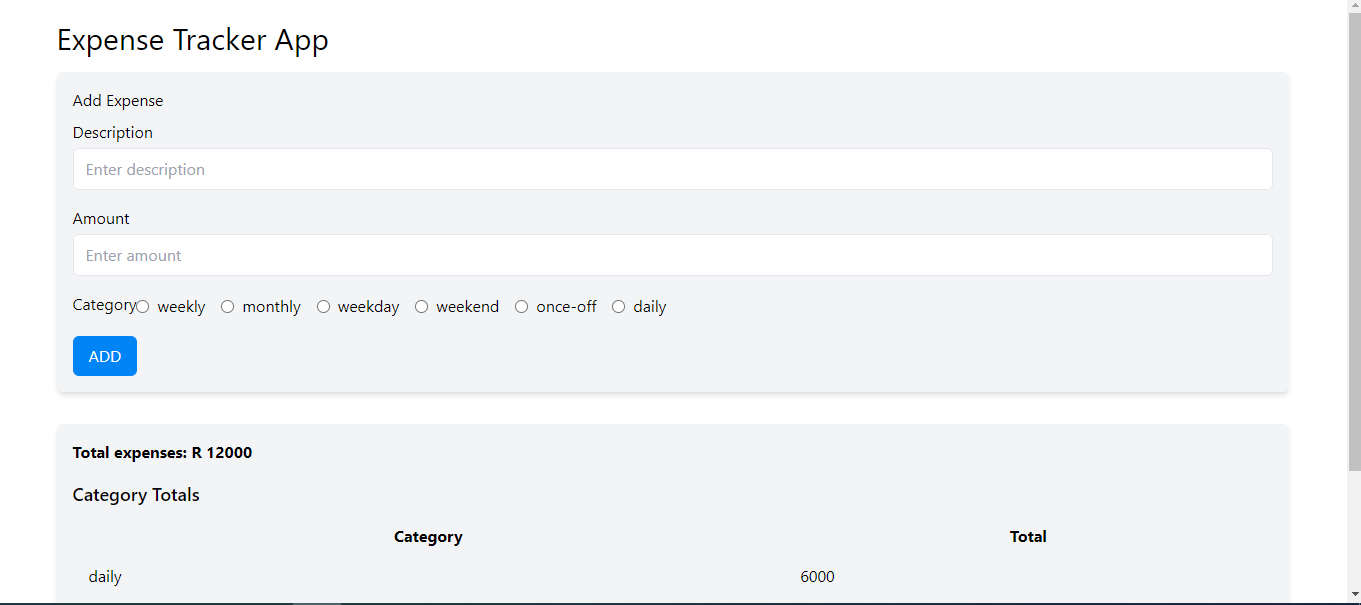 Expense Tracker App
Add Expense
Description
Enter description
Amount
Enter amount
Category weekly monthly weekday weekend once-off daily
ADD
Total expenses: R 12000
Category Totals
Category Total
daily 6000